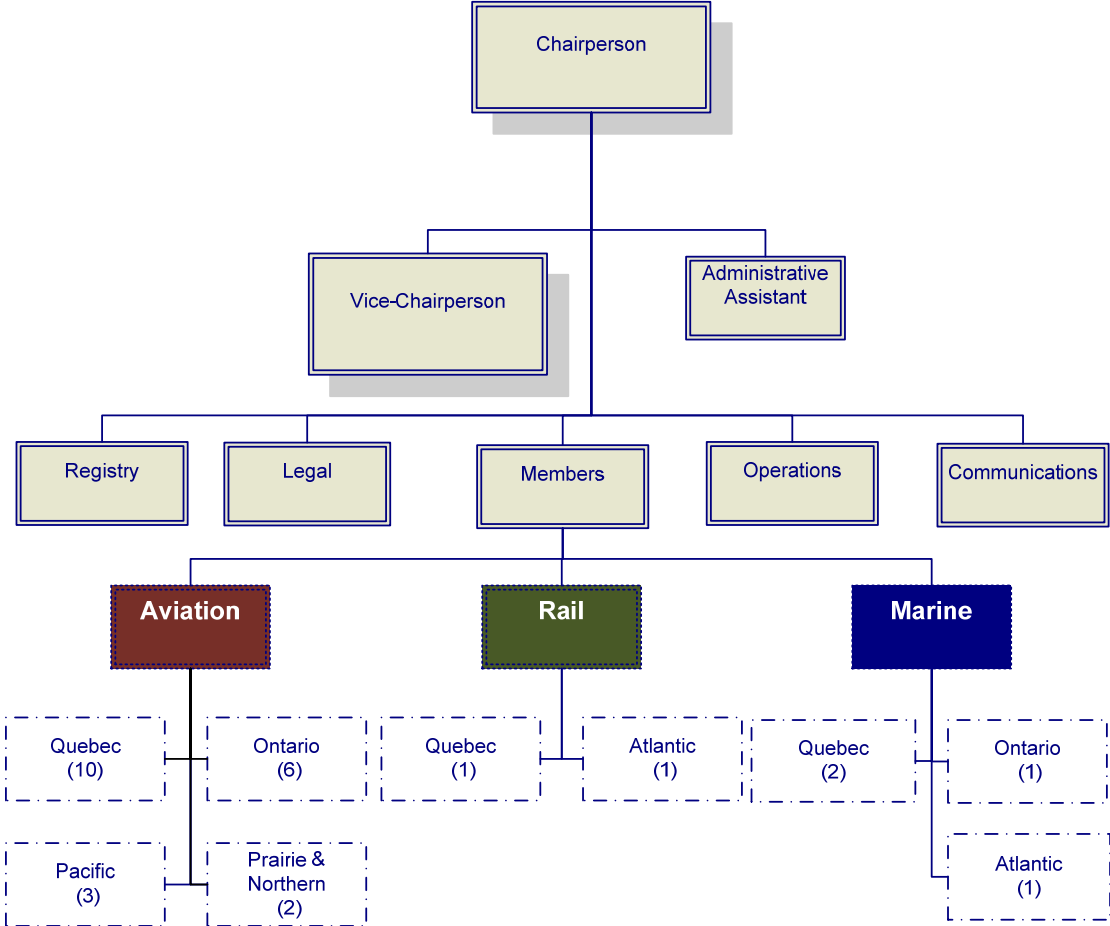 Chairperson
Vice-Chairperson
Administrative
Assistant
Registry
Legal
Members
Operations
Communications
Aviation
Rail
Marine
Quebec
(10)
Ontario
(6)
Quebec
(1)
Atlantic
(1)
Quebec
(2)
Ontario
(1)
Pacific
(3)
Prairie &
Northern
(2)
Atlantic
(1)